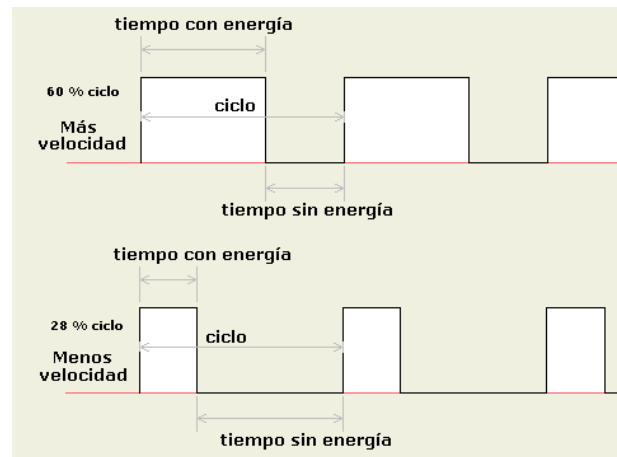 tiempo con energía
60 % ciclo
ciclo
Más
velocidad
tiempo sin energía
tiempo con energía
28 % ciclo
ciclo
Menos
velocidad
tiempo sin energía